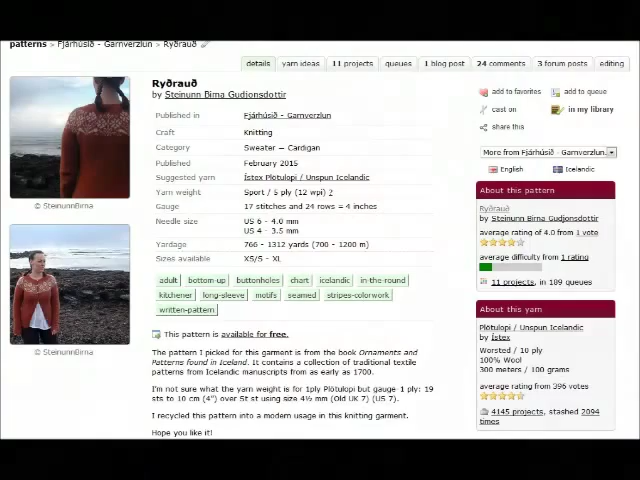 patterns > Fjárhúsið - Garnverzlun > Ryðrauð
details yarn ideas 11 projects queues 1 blog post 24 comments 3 forum posts editing
Ryðrauð
by Steinunn Birna Gudjonsdottir
Published in Fjárhúsið - Garnverzlun
Craft Knitting
Category Sweater → Cardigan
Published February 2015
Suggested yarn Ístex Plötulopi / Unspun Icelandic
Yarn weight Sport / 5 ply (12 wpi) ?
Gauge 17 stitches and 24 rows = 4 inches
Needle size US 6 - 4.0 mm
US 4 - 3.5 mm
Yardage 766 - 1312 yards (700 - 1200 m)
Sizes available XS/S - XL
adult bottom-up buttonholes chart icelandic in-the-round
kitchener long-sleeve motifs seamed stripes-colorwork
written-pattern
This pattern is available for free.
The pattern I picked for this garment is from the book Ornaments and
Patterns found in Iceland. It contains a collection of traditional textile
patterns from Icelandic manuscripts from as early as 1700.
I'm not sure what the yarn weight is for 1ply Plötulopi but gauge 1-ply: 19
sts to 10 cm (4") over St st using size 4½ mm (Old UK 7) (US 7).
I recycled this pattern into a modern usage in this knitting garment.
Hope you like it!
© SteinunnBirna
© SteinunnBirna
add to favorites add to queue
cast on in my library
share this
More from Fjárhúsið - Garnverzlun...
English Icelandic
About this pattern
Ryðrauð
by Steinunn Birna Gudjonsdottir
average rating of 4.0 from 1 vote
average difficulty from 1 rating
11 projects, in 189 queues
About this yarn
Plötulopi / Unspun Icelandic
by Ístex
Worsted / 10 ply
100% Wool
300 meters / 100 grams
average rating from 396 votes
4145 projects, stashed 2094
times